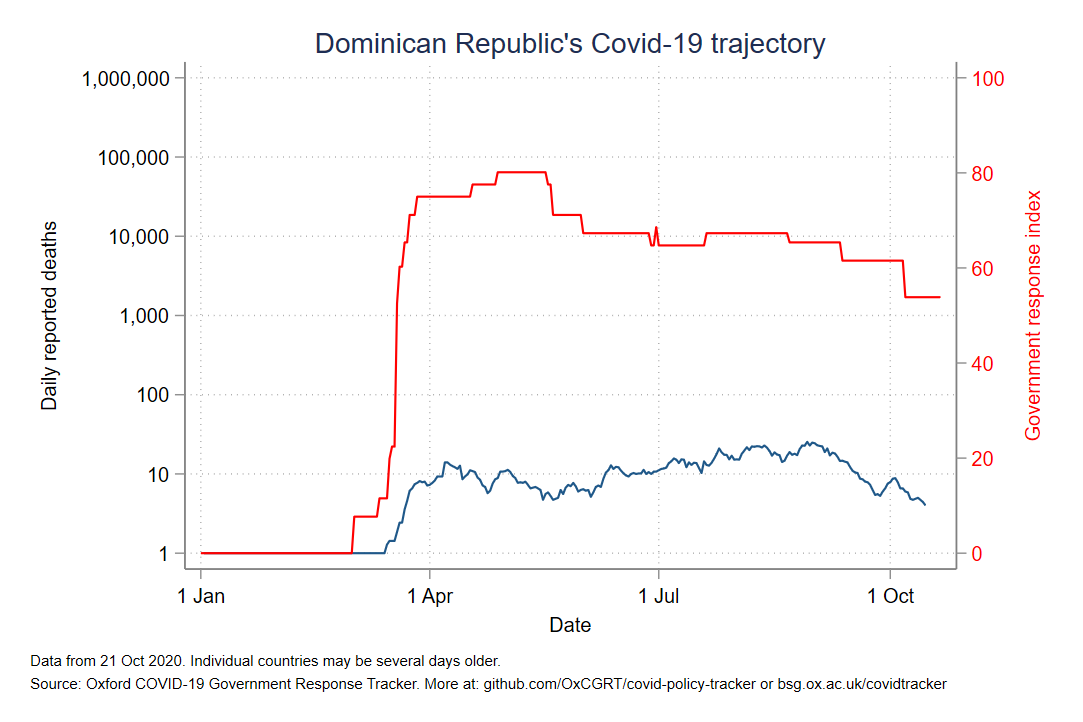 Dominican Republic's Covid-19 trajectory
1,000,000
100,000
10,000
1,000
100
10
1
Daily reported deaths
100
80
60
40
20
0
Government response index
1 Jan
1 Apr
1 Jul
1 Oct
Date
Data from 21 Oct 2020. Individual countries may be several days older.
Source: Oxford COVID-19 Government Response Tracker. More at: github.com/OxCGRT/covid-policy-tracker or bsg.ox.ac.uk/covidtracker